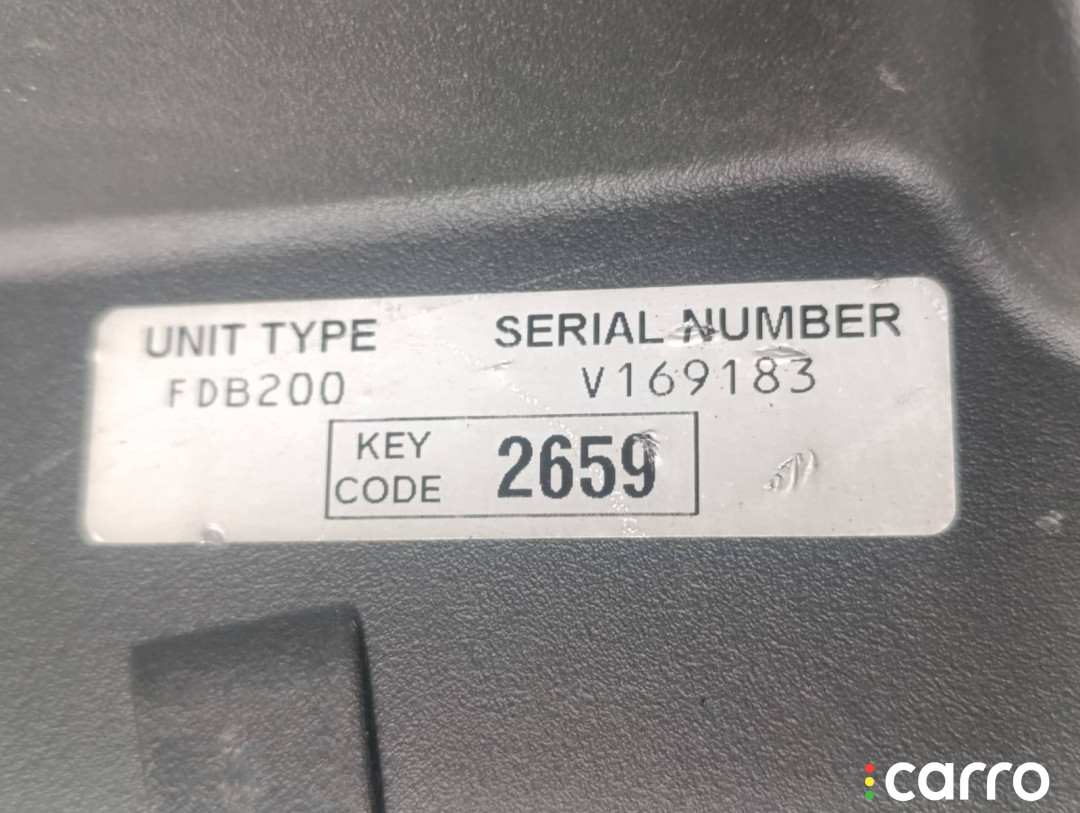 UNIT TYPE SERIAL NUMBER
FDB200 V169183
KEY CODE 2659
carro